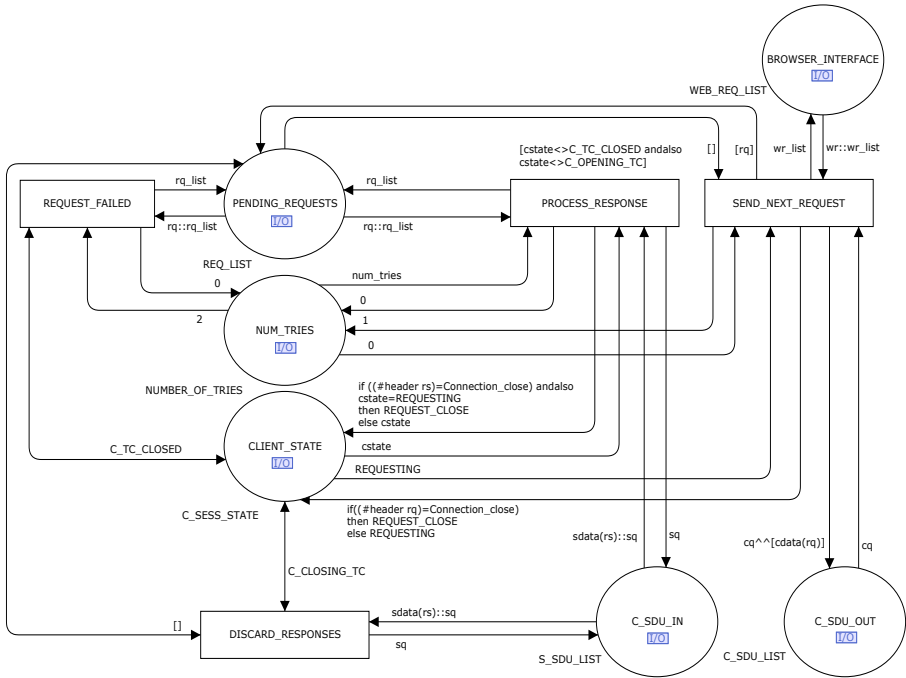 BROWSER_INTERFACE
I/O
WEB_REQ_LIST
[cstate<>C_TC_CLOSED andalso
cstate<>C_OPENING_TC]
[]
[rq]
wr_list
wr::wr_list
REQUEST_FAILED
rq_list
PENDING_REQUESTS
I/O
rq_list
PROCESS_RESPONSE
SEND_NEXT_REQUEST
rq::rq_list
rq::rq_list
REQ_LIST
0
num_tries
0
2
NUM_TRIES
I/O
1
0
NUMBER_OF_TRIES
if ((#header rs)=Connection_close) andalso
cstate=REQUESTING
then REQUEST_CLOSE
else cstate
C_TC_CLOSED
CLIENT_STATE
I/O
cstate
REQUESTING
C_SESS_STATE
if((#header rq)=Connection_close)
then REQUEST_CLOSE
else REQUESTING
sdata(rs)::sq
sq
cq^^[cdata(rq)]
cq
C_CLOSING_TC
[]
DISCARD_RESPONSES
sdata(rs)::sq
sq
C_SDU_IN
I/O
S_SDU_LIST
C_SDU_OUT
I/O
C_SDU_LIST